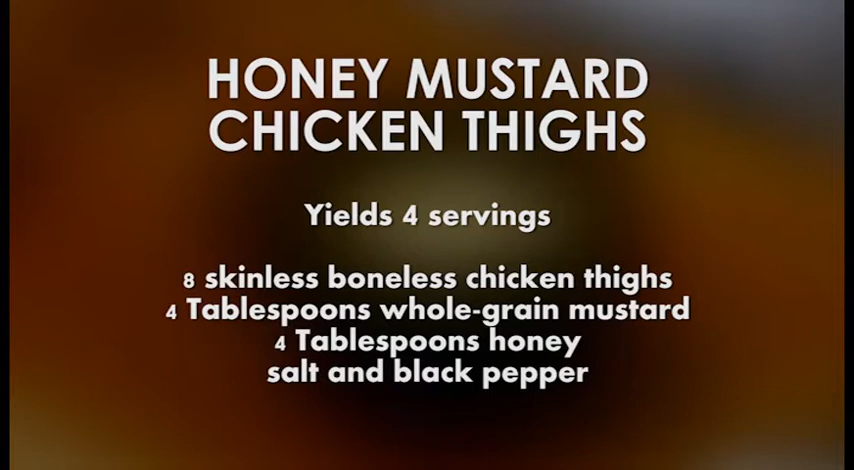 HONEY MUSTARD
CHICKEN THIGHS
Yields 4 servings
8 skinless boneless chicken thighs
4 Tablespoons whole-grain mustard
4 Tablespoons honey
salt and black pepper